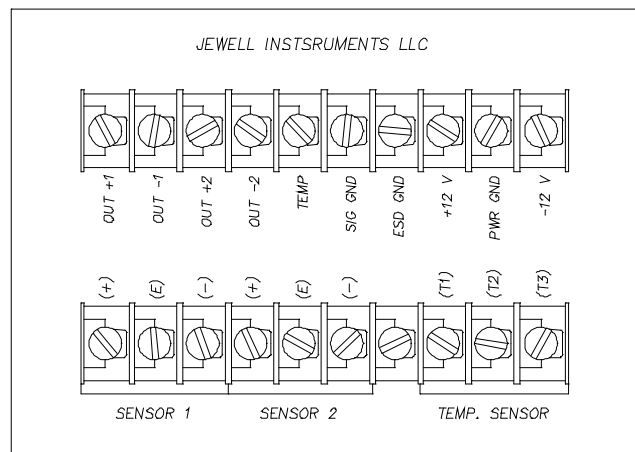 JEWELL INSTSRUMENTS LLC
OUT +1
OUT -1
OUT +2
OUT -2
TEMP
SIG GND
ESD GND
+12 V
PWR GND
-12 V
(+)
(E)
(-)
(+)
(E)
(-)
(T1)
(T2)
(T3)
SENSOR 1
SENSOR 2
TEMP. SENSOR